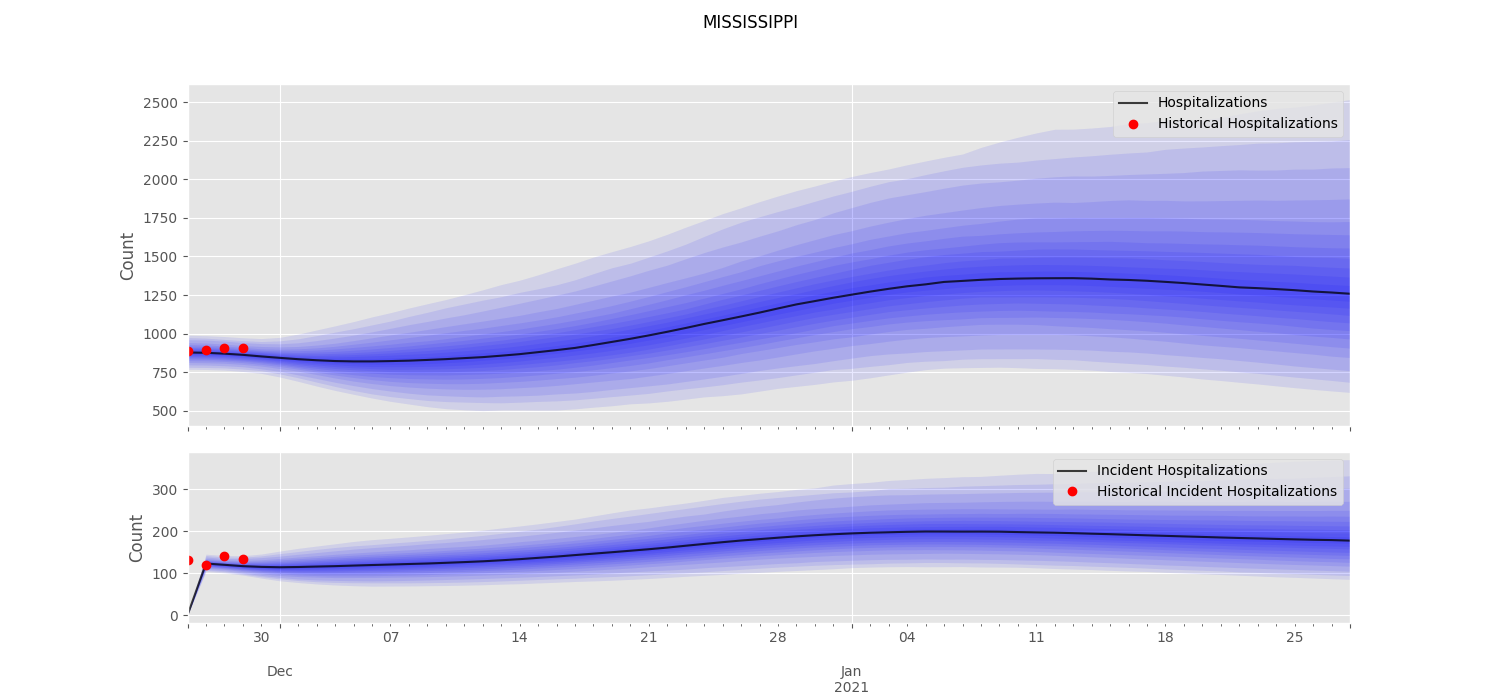 MISSISSIPPI
2500
2250
2000
1750
1500
1250
1000
750
500
Count
Hospitalizations
Historical Hospitalizations
300
200
100
0
Count
Incident Hospitalizations
Historical Incident Hospitalizations
30 07 14 21 28 04 11 18 25
Dec Jan
2021